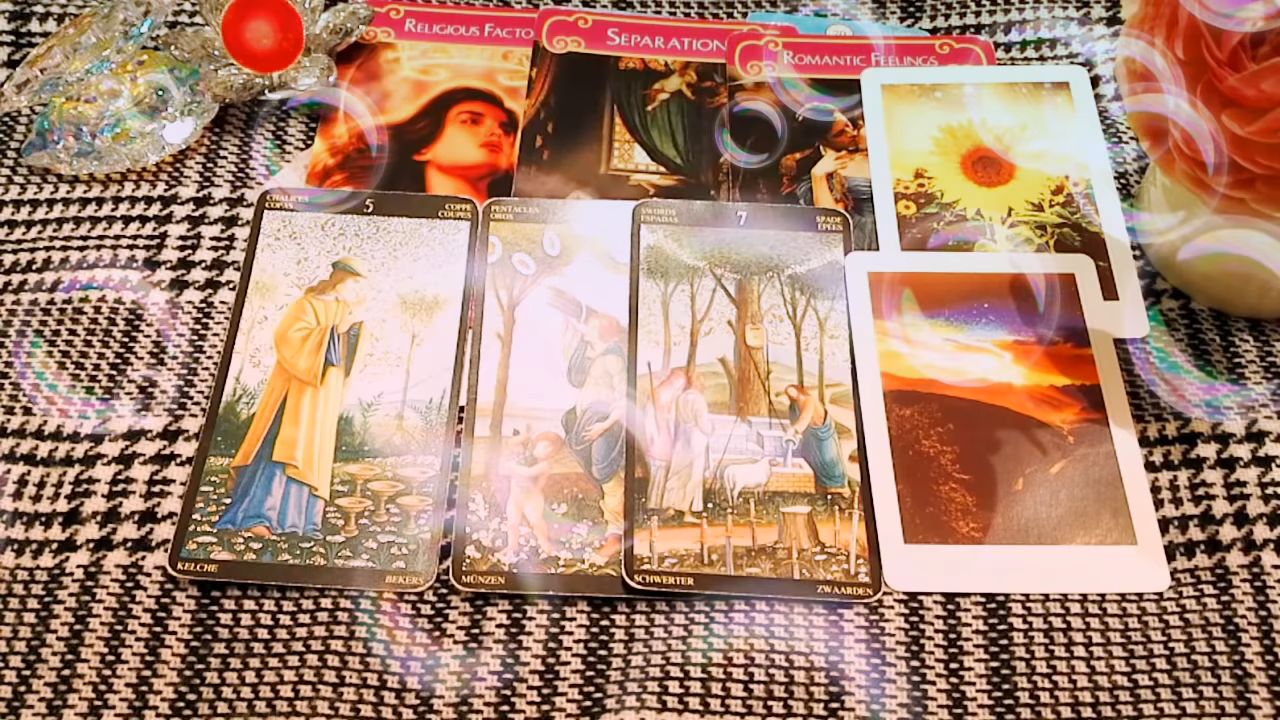 RELIGIOUS FACTO
SEPARATION
ROMANTIC FEELINGS
CHALICES
COPAS
5
COPPE
COUPES
KELCHE
BEKERS
PENTACLES
OROS
MÜNZEN
SWORDS
ESPADAS
7
SPADE
ÉPÉES
SCHWERTER
ZWAARDEN